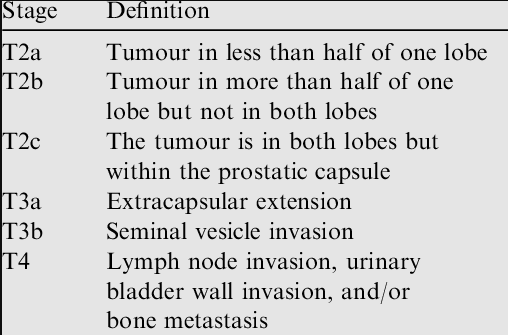 Stage Definition
T2a Tumour in less than half of one lobe
T2b Tumour in more than half of one
lobe but not in both lobes
T2c The tumour is in both lobes but
within the prostatic capsule
T3a Extracapsular extension
T3b Seminal vesicle invasion
T4 Lymph node invasion, urinary
bladder wall invasion, and/or
bone metastasis